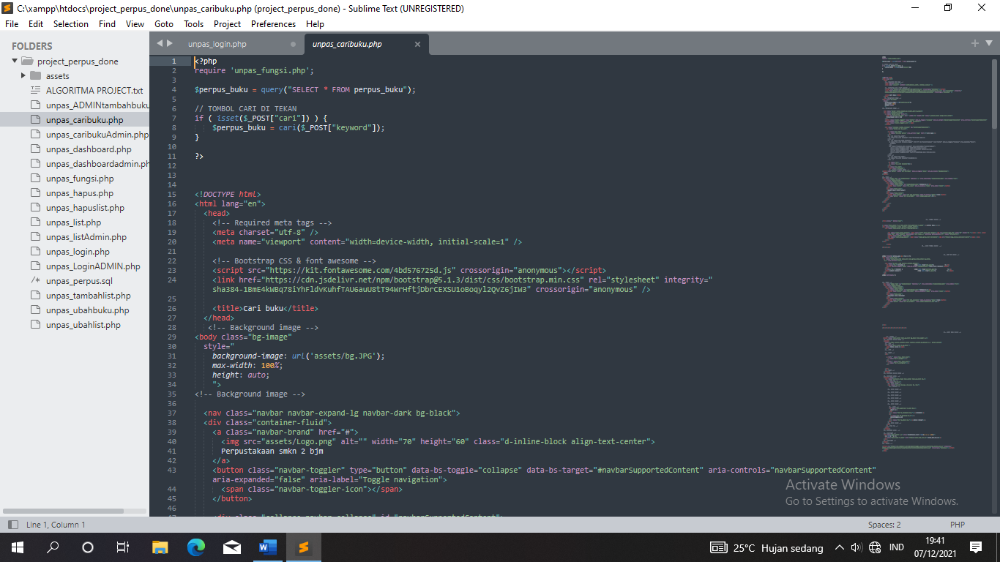 C:\xampp\htdocs\project_perpus_done\unpas_caribuku.php (project_perpus_done) - Sublime Text (UNREGISTERED)
File Edit Selection Find View Goto Tools Project Preferences Help
FOLDERS
project_perpus_done
assets
ALGORITMA PROJECT.txt
unpas_ADMINtambahbuku
unpas_caribuku.php
unpas_caribukuAdmin.php
unpas_dashboard.php
unpas_dashboardadmin.ph
unpas_fungsi.php
unpas_hapus.php
unpas_hapuslist.php
unpas_list.php
unpas_listAdmin.php
unpas_login.php
unpas_LoginADMIN.php
/* unpas_perpus.sql
unpas_tambahlist.php
unpas_ubahbuku.php
unpas_ubahlist.php
unpas_login.php
unpas_caribuku.php
1 <?php
2 require 'unpas_fungsi.php';
3
4 $perpus_buku = query("SELECT * FROM perpus_buku");
5
6 // TOMBOL CARI DI TEKAN
7 if ( isset($_POST["cari"]) ) {
8 $perpus_buku = cari($_POST["keyword"]);
9 }
10
11 ?>
12
13
14
15 <!DOCTYPE html>
16 <html lang="en">
17 <head>
18 <!-- Required meta tags -->
19 <meta charset="utf-8" />
20 <meta name="viewport" content="width=device-width, initial-scale=1" />
21
22 <!-- Bootstrap CSS & font awesome -->
23 <script src="https://kit.fontawesome.com/4bd576725d.js" crossorigin="anonymous"></script>
24 <link href="https://cdn.jsdelivr.net/npm/bootstrap@5.1.3/dist/css/bootstrap.min.css" rel="stylesheet" integrity="
sha384-1BmE4kWBq78iYhFldvKuhfTAU6auU8tT94WrHftjDbrCEXSU1oBoqyl2QvZ6jIW3" crossorigin="anonymous" />
25
26 <title>Cari buku</title>
27 </head>
28 <!-- Background image -->
29 <body class="bg-image"
30 style="
31 background-image: url('assets/bg.JPG');
32 max-width: 100%;
33 height: auto;
34 ">
35 <!-- Background image -->
36
37 <nav class="navbar navbar-expand-lg navbar-dark bg-black">
38 <div class="container-fluid">
39 <a class="navbar-brand" href="#">
40 <img src="assets/Logo.png" alt="" width="70" height="60" class="d-inline-block align-text-center">
41 Perpustakaan smkn 2 bjm
42 </a>
43 <button class="navbar-toggler" type="button" data-bs-toggle="collapse" data-bs-target="#navbarSupportedContent" aria-controls="navbarSupportedContent"
aria-expanded="false" aria-label="Toggle navigation">
44 <span class="navbar-toggler-icon"></span>
45 </button>
46
Activate Windows
Go to Settings to activate Windows.
Line 1, Column 1
Spaces: 2
PHP
25°C Hujan sedang
IND
19:41
07/12/2021